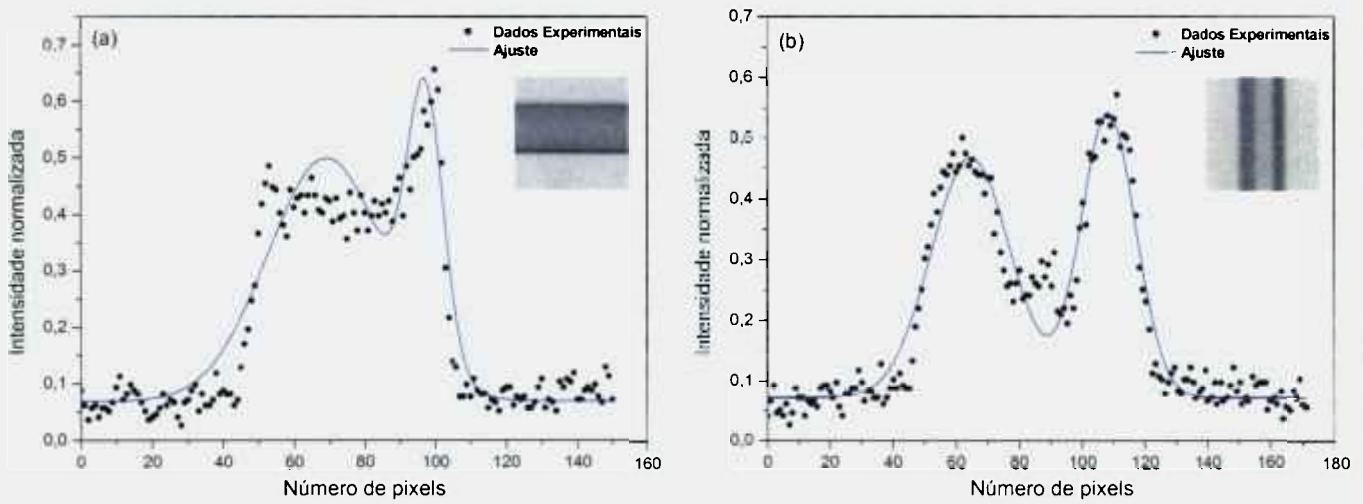 (a)
Dados Experimentais
Ajuste
Intensidade normalizada
0,7
0,6
0,5
0,4
0,3
0,2
0,1
0,0
0 20 40 60 80 100 120 140 160
Número de pixels
(b)
Dados Experimentais
Ajuste
Intensidade normalizada
0,7
0,6
0,5
0,4
0,3
0,2
0,1
0,0
0 20 40 60 80 100 120 140 160 180
Número de pixels